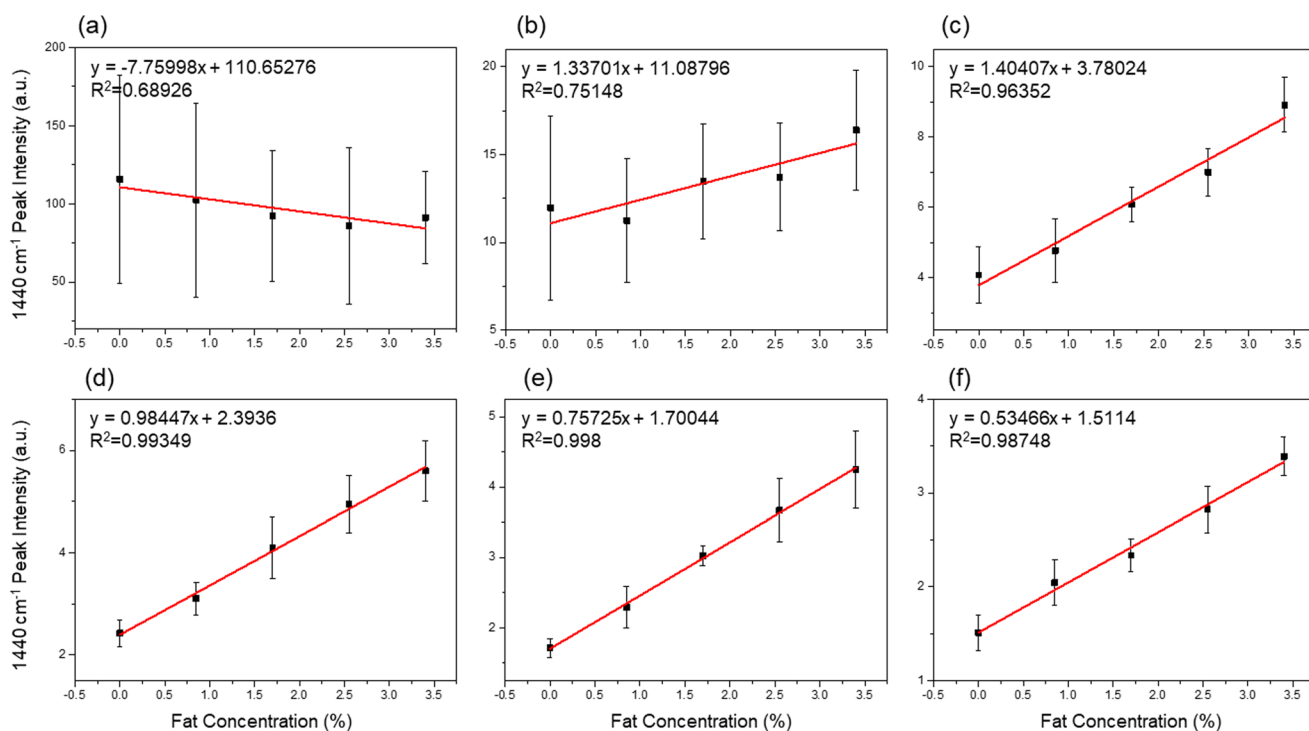 (a)
y = -7.75998x + 110.65276
R²=0.68926
200
150
100
50
-0.5 0.0 0.5 1.0 1.5 2.0 2.5 3.0 3.5
1440 cm⁻¹ Peak Intensity (a.u.)
(b)
y = 1.33701x + 11.08796
R²=0.75148
20
15
10
5
-0.5 0.0 0.5 1.0 1.5 2.0 2.5 3.0 3.5
(c)
y = 1.40407x + 3.78024
R²=0.96352
10
8
6
4
-0.5 0.0 0.5 1.0 1.5 2.0 2.5 3.0 3.5
(d)
y = 0.98447x + 2.3936
R²=0.99349
6
4
2
-0.5 0.0 0.5 1.0 1.5 2.0 2.5 3.0 3.5
1440 cm⁻¹ Peak Intensity (a.u.)
Fat Concentration (%)
(e)
y = 0.75725x + 1.70044
R²=0.998
5
4
3
2
-0.5 0.0 0.5 1.0 1.5 2.0 2.5 3.0 3.5
Fat Concentration (%)
(f)
y = 0.53466x + 1.5114
R²=0.98748
4
3
2
1
-0.5 0.0 0.5 1.0 1.5 2.0 2.5 3.0 3.5
Fat Concentration (%)